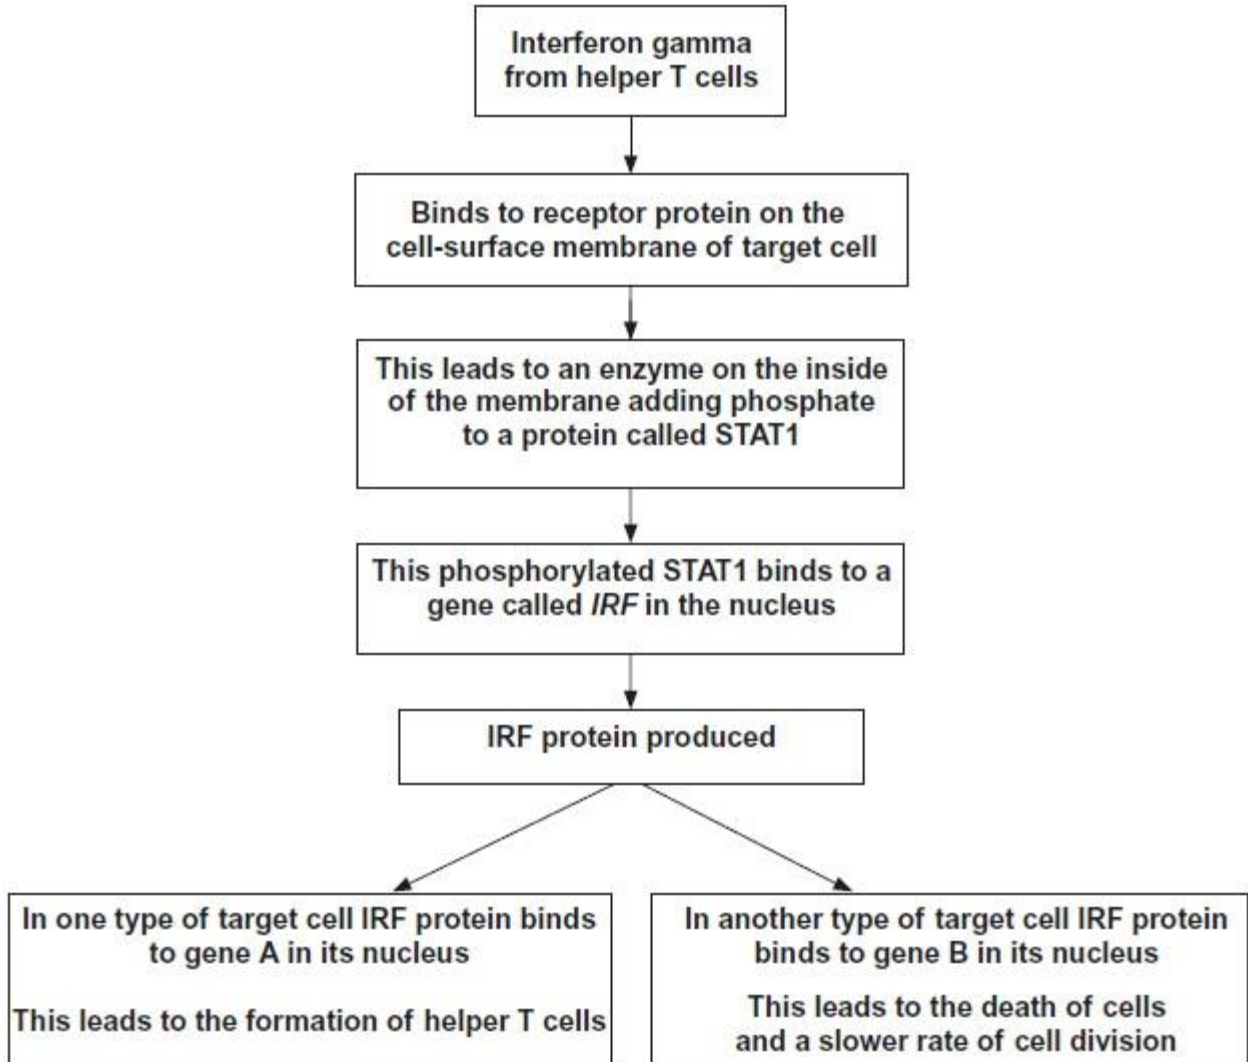 Interferon gamma
from helper T cells
Binds to receptor protein on the
cell-surface membrane of target cell
This leads to an enzyme on the inside
of the membrane adding phosphate
to a protein called STAT1
This phosphorylated STAT1 binds to a
gene called IRF in the nucleus
IRF protein produced
In one type of target cell IRF protein binds
to gene A in its nucleus
This leads to the formation of helper T cells
In another type of target cell IRF protein
binds to gene B in its nucleus
This leads to the death of cells
and a slower rate of cell division